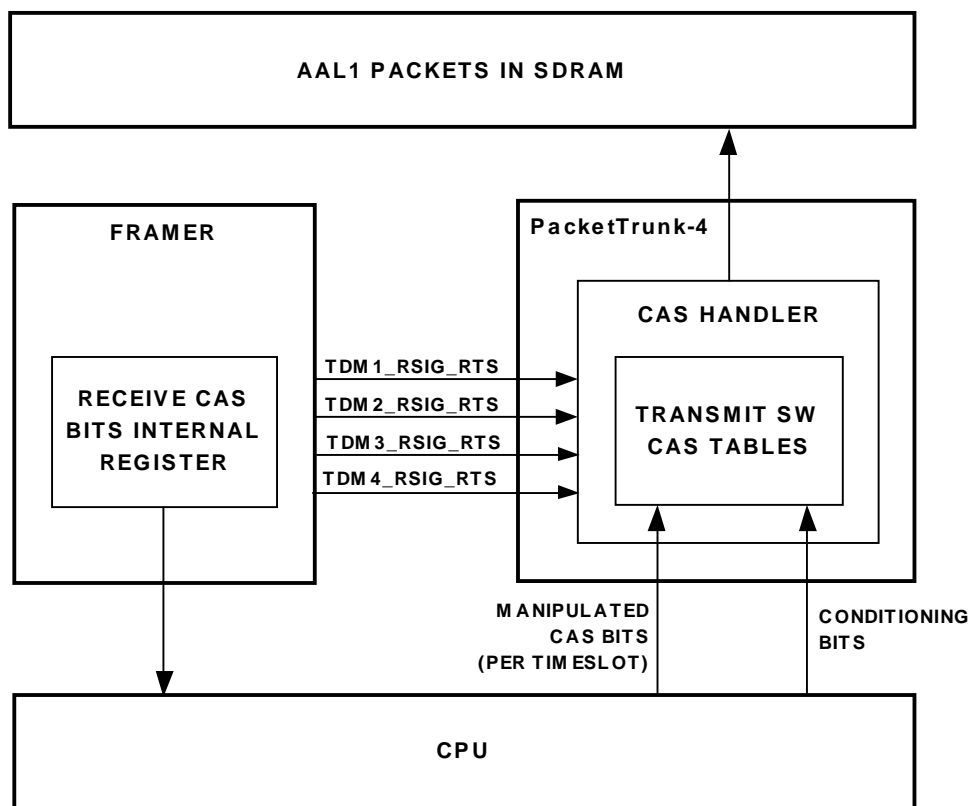 AAL1 PACKETS IN SDRAM
FRAMER
RECEIVE CAS
BITS INTERNAL
REGISTER
TDM1_RSIG_RTS
TDM2_RSIG_RTS
TDM3_RSIG_RTS
TDM4_RSIG_RTS
PacketTrunk-4
CAS HANDLER
TRANSMIT SW
CAS TABLES
MANIPULATED
CAS BITS
(PER TIMESLOT)
CONDITIONING
BITS
CPU